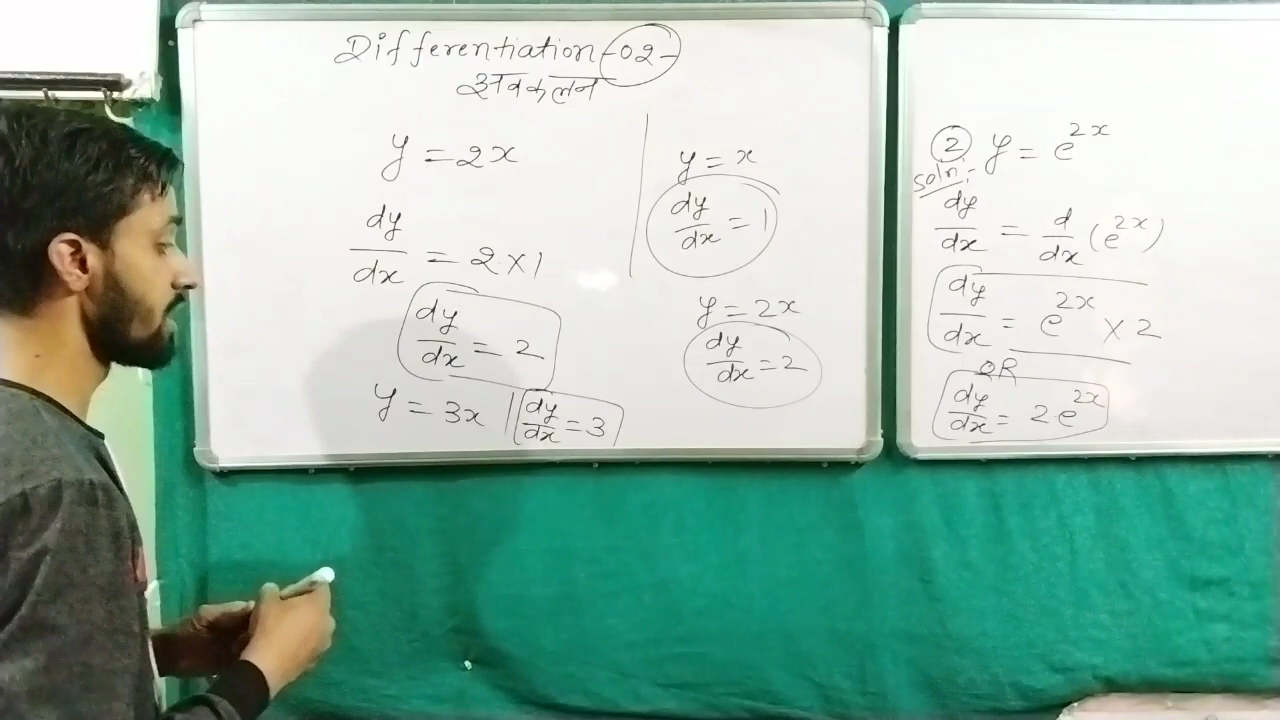 Differentiation-02-
अवकलन
y = 2x
dy/dx = 2×1
dy/dx = 2
y = 3x | dy/dx = 3
y = x
dy/dx = 1
y = 2x
dy/dx = 2
② y = e^2x
Soln:-
dy/dx = d/dx (e^2x)
dy/dx = e^2x × 2
OR
dy/dx = 2·e^2x